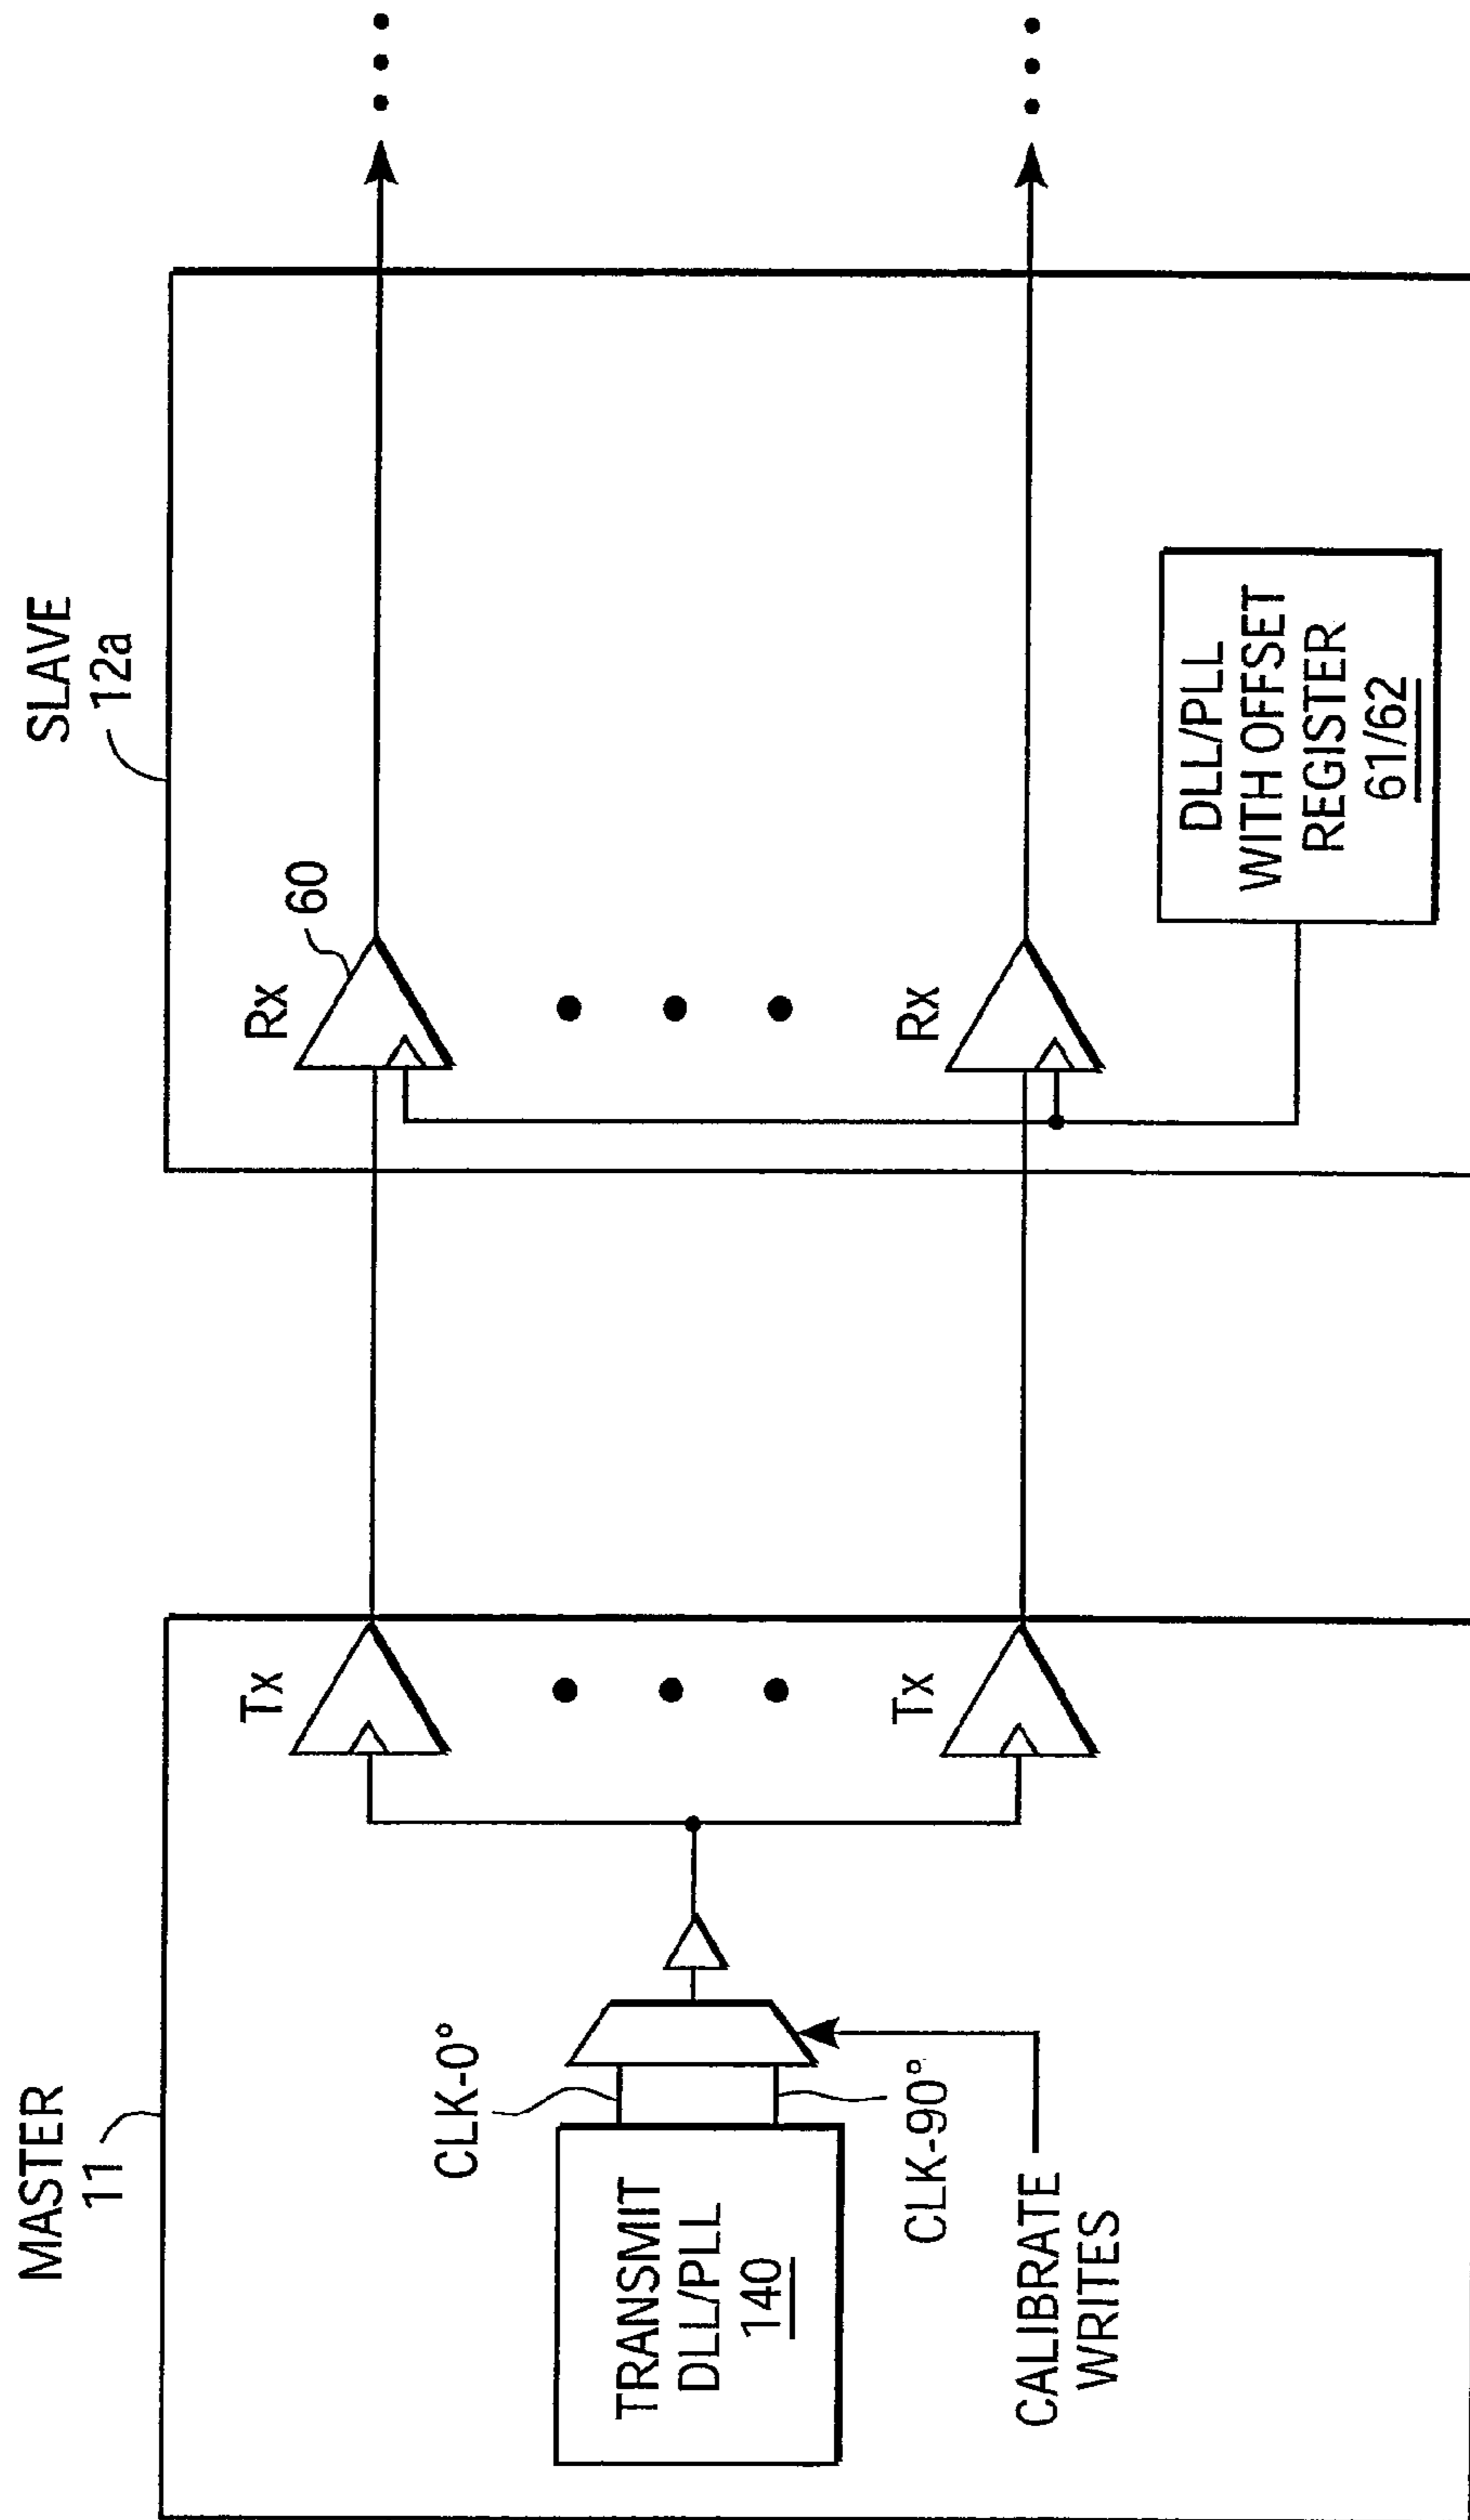 MASTER
11
TRANSMIT
DLL/PLL
140
CLK-0°
CLK-90°
CALIBRATE
WRITES
Tx
Tx
SLAVE
12a
Rx
60
Rx
DLL/PLL
WITH OFFSET
REGISTER
61/62